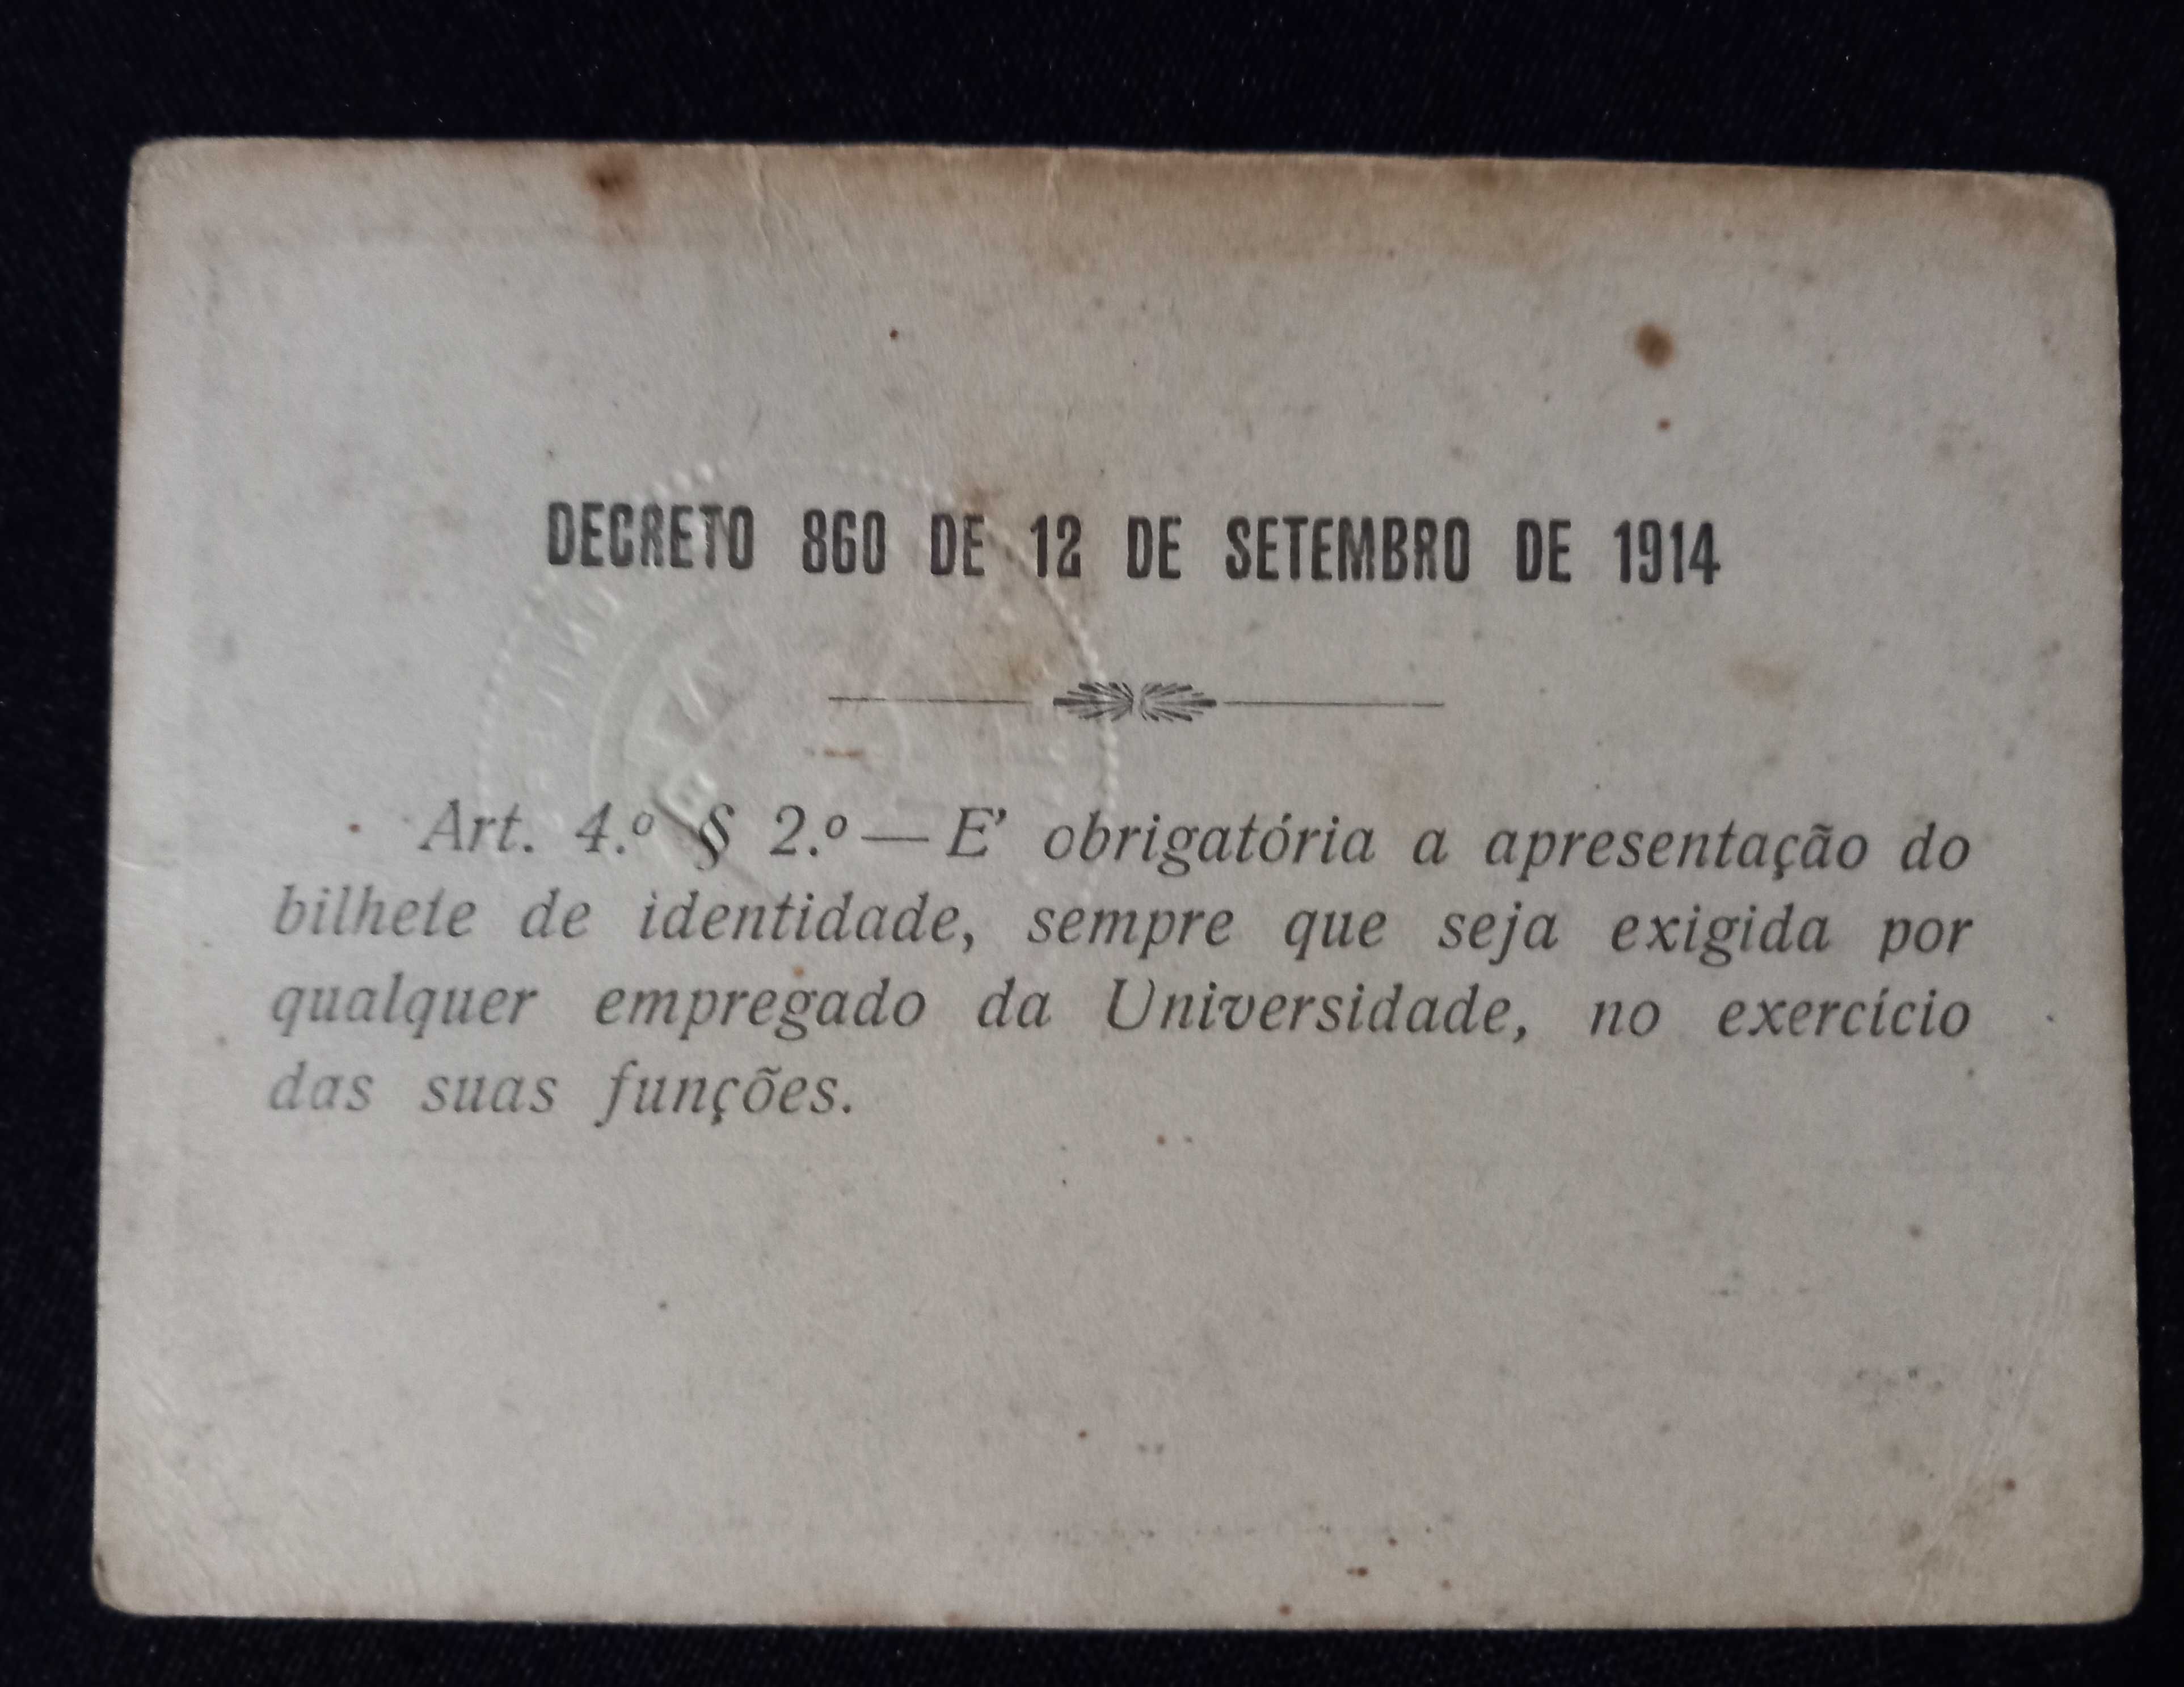 DECRETO 860 DE 12 DE SETEMBRO DE 1914
Art. 4.º § 2.º — E' obrigatória a apresentação do
bilhete de identidade, sempre que seja exigida por
qualquer empregado da Universidade, no exercício
das suas funções.